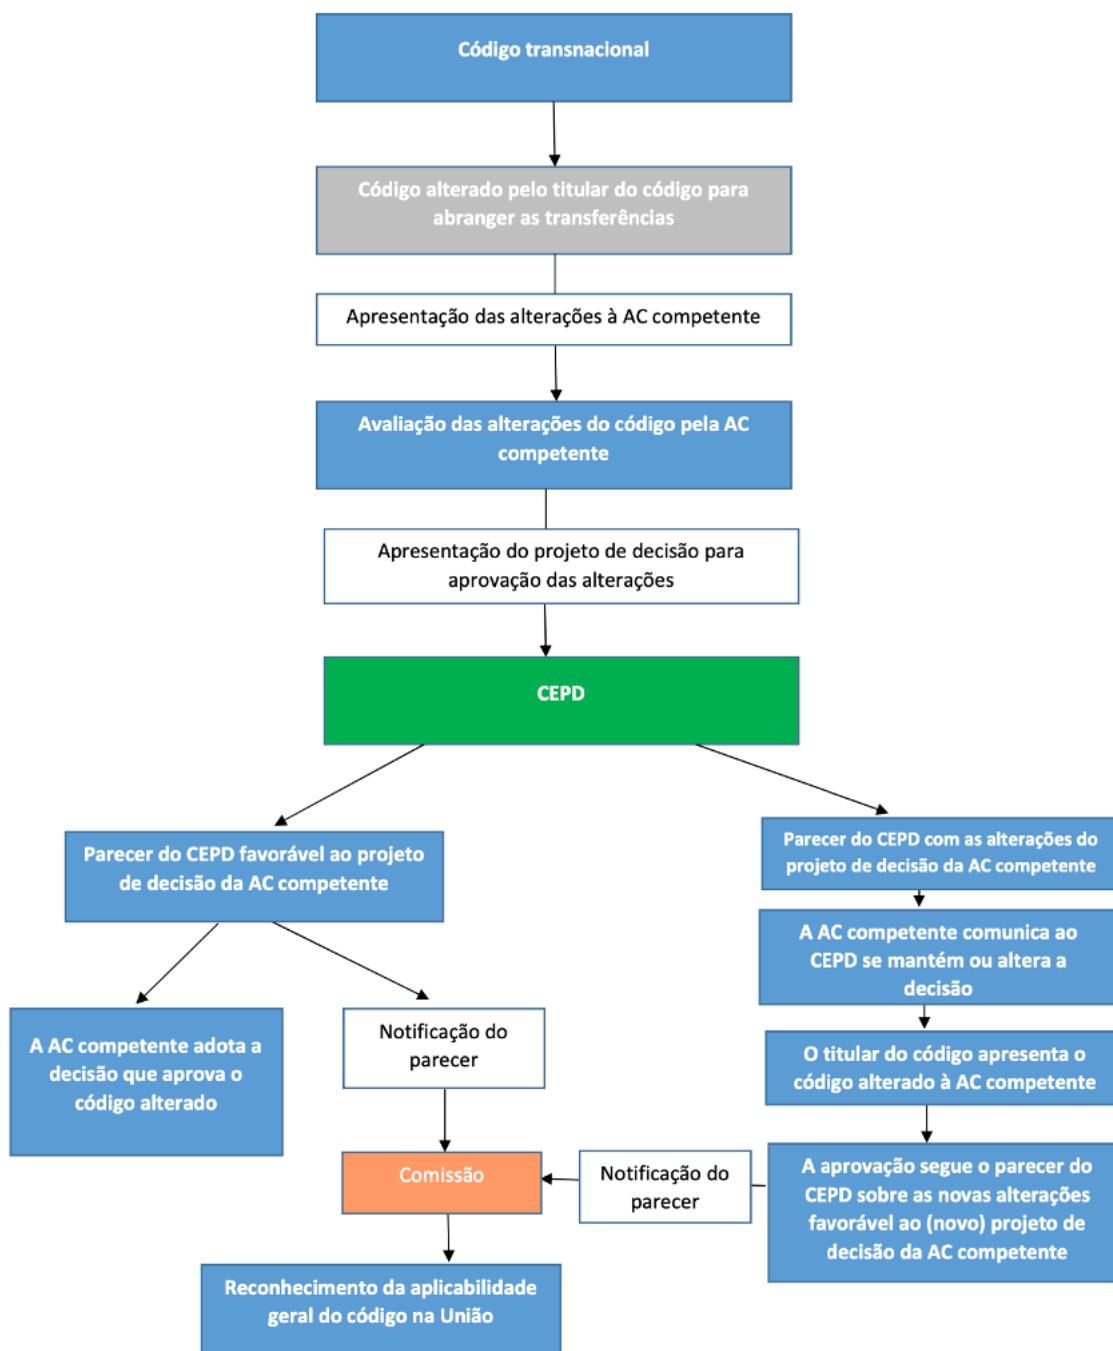 Código transnacional
Código alterado pelo titular do código para
abranger as transferências
Apresentação das alterações à AC competente
Avaliação das alterações do código pela AC
competente
Apresentação do projeto de decisão para
aprovação das alterações
CEPD
Parecer do CEPD favorável ao projeto
de decisão da AC competente
A AC competente adota a
decisão que aprova o
código alterado
Notificação do
parecer
Parecer do CEPD com as alterações do
projeto de decisão da AC competente
A AC competente comunica ao
CEPD se mantém ou altera a
decisão
O titular do código apresenta o
código alterado à AC competente
A aprovação segue o parecer do
CEPD sobre as novas alterações
favorável ao (novo) projeto de
decisão da AC competente
Notificação do
parecer
Comissão
Reconhecimento da aplicabilidade
geral do código na União